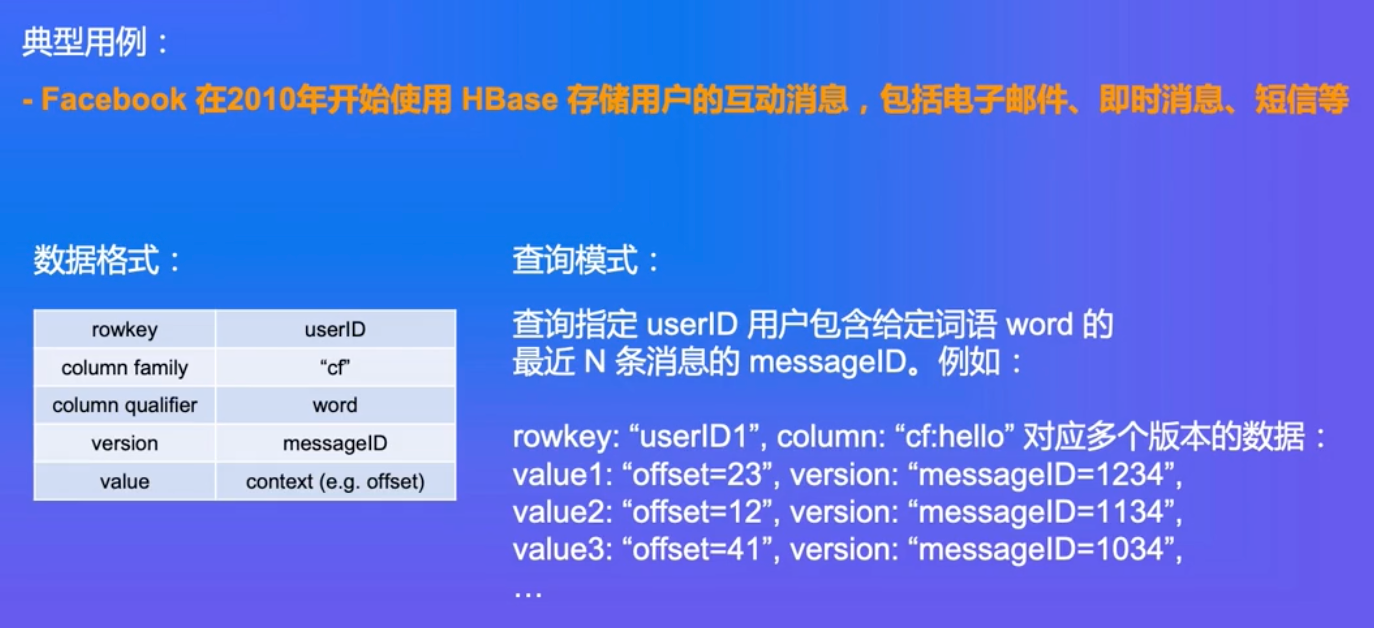 典型用例：
- Facebook 在2010年开始使用 HBase 存储用户的互动消息，包括电子邮件、即时消息、短信等
数据格式：
rowkey userID
column family “cf”
column qualifier word
version messageID
value context (e.g. offset)
查询模式：
查询指定 userID 用户包含给定词语 word 的
最近 N 条消息的 messageID。例如：
rowkey: “userID1”, column: “cf:hello” 对应多个版本的数据：
value1: “offset=23”, version: “messageID=1234”,
value2: “offset=12”, version: “messageID=1134”,
value3: “offset=41”, version: “messageID=1034”,
…